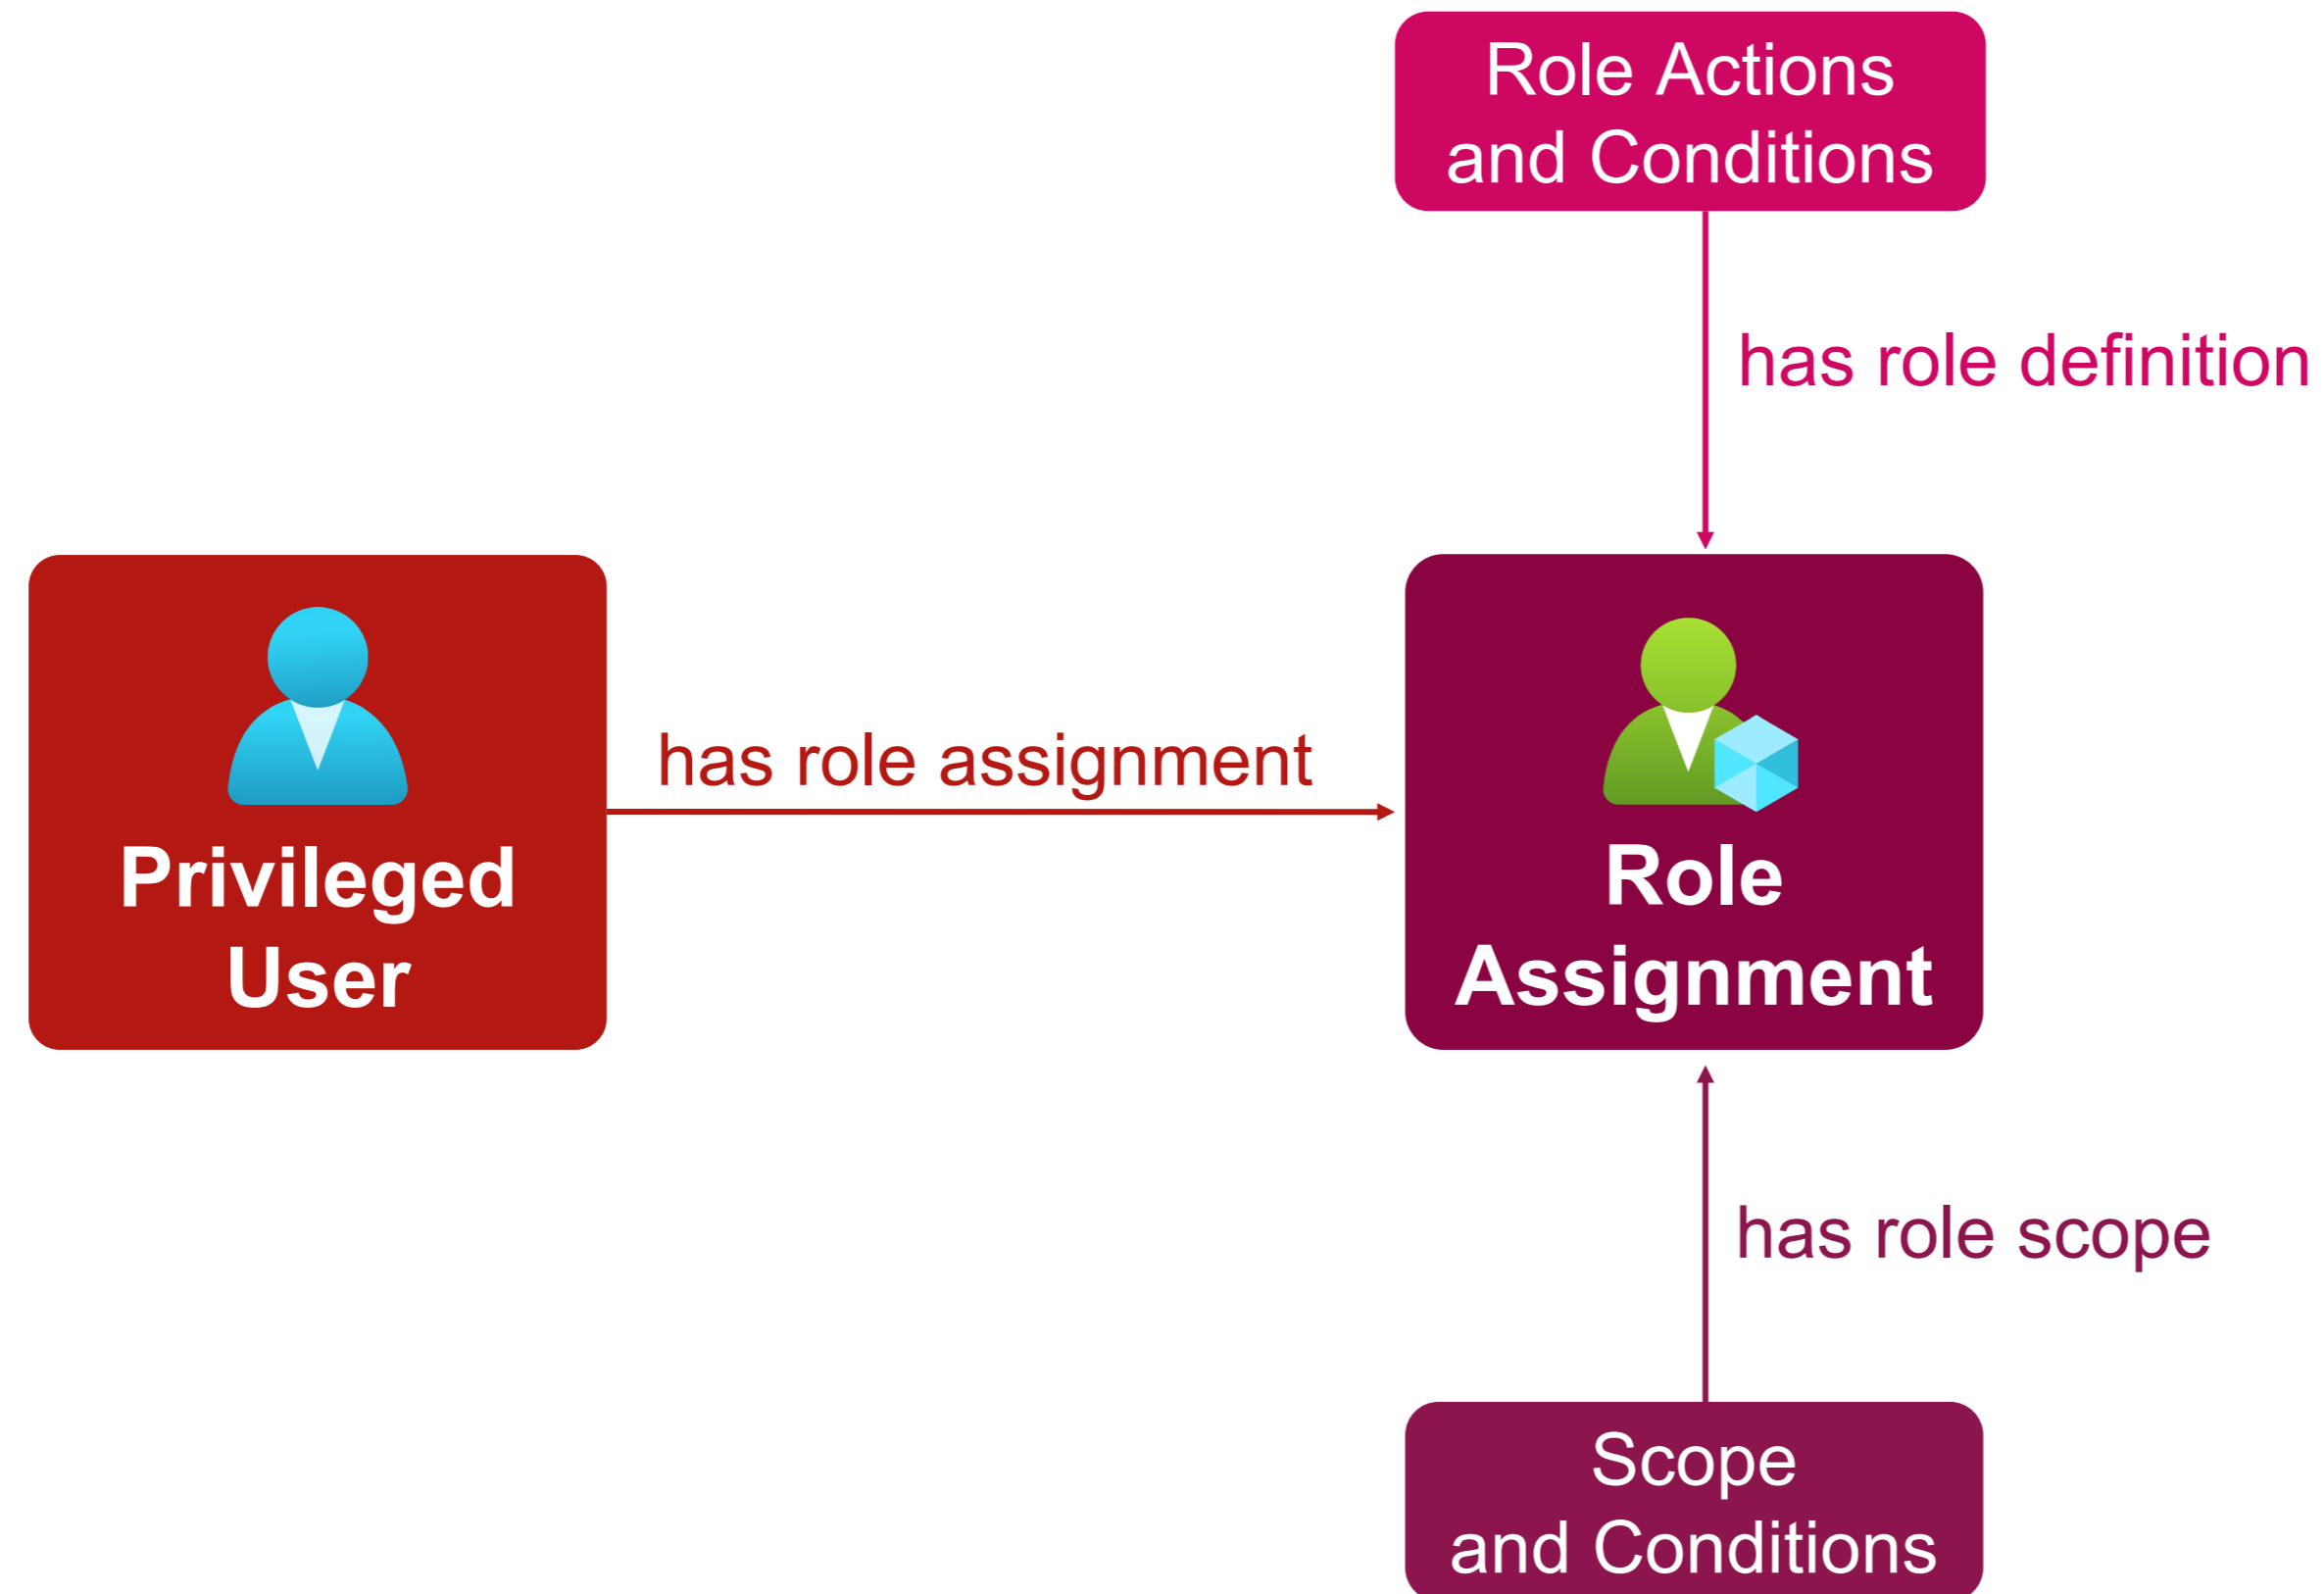 Role Actions
and Conditions
has role definition
has role assignment
Privileged
User
Role
Assignment
has role scope
Scope
and Conditions